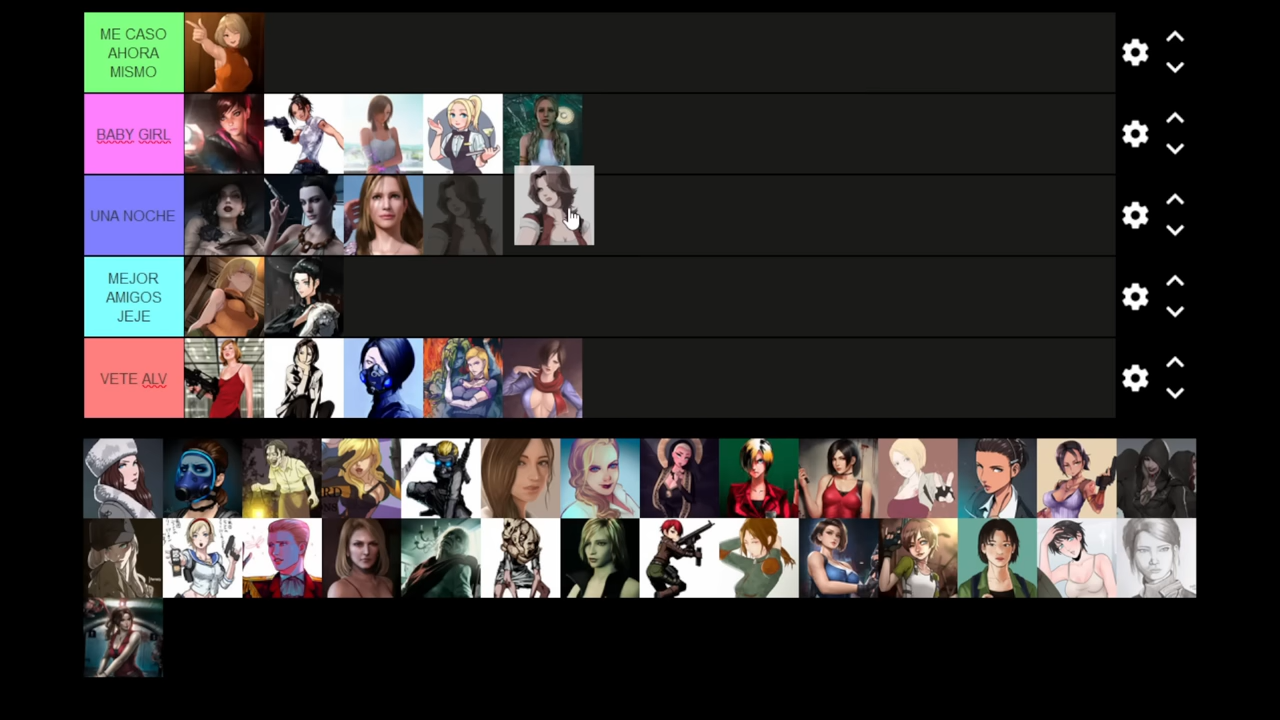 ME CASO
AHORA
MISMO
BABY GIRL
UNA NOCHE
MEJOR
AMIGOS
JEJE
VETE ALV